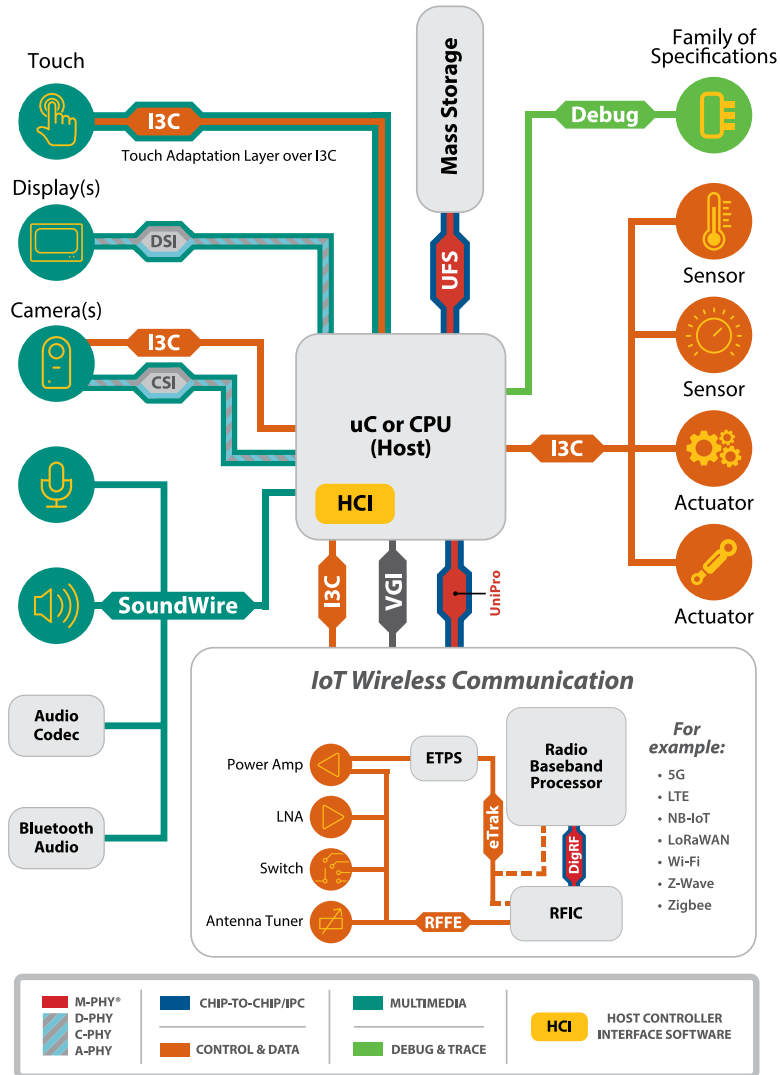 Touch
I3C
Touch Adaptation Layer over I3C
Mass Storage
UFS
Family of
Specifications
Debug
Display(s)
DSI
Camera(s)
I3C
CSI
uC or CPU
(Host)
HCI
I3C
Sensor
Sensor
Actuator
Actuator
SoundWire
Audio
Codec
Bluetooth
Audio
I3C
VGI
UniPro
IoT Wireless Communication
Power Amp
LNA
Switch
Antenna Tuner
ETPS
eTrak
Radio
Baseband
Processor
DigRF
RFIC
RFFE
For
example:
• 5G
• LTE
• NB-IoT
• LoRaWAN
• Wi-Fi
• Z-Wave
• Zigbee
M-PHY®
D-PHY
C-PHY
A-PHY
CHIP-TO-CHIP/IPC
CONTROL & DATA
MULTIMEDIA
DEBUG & TRACE
HCI
HOST CONTROLLER
INTERFACE SOFTWARE